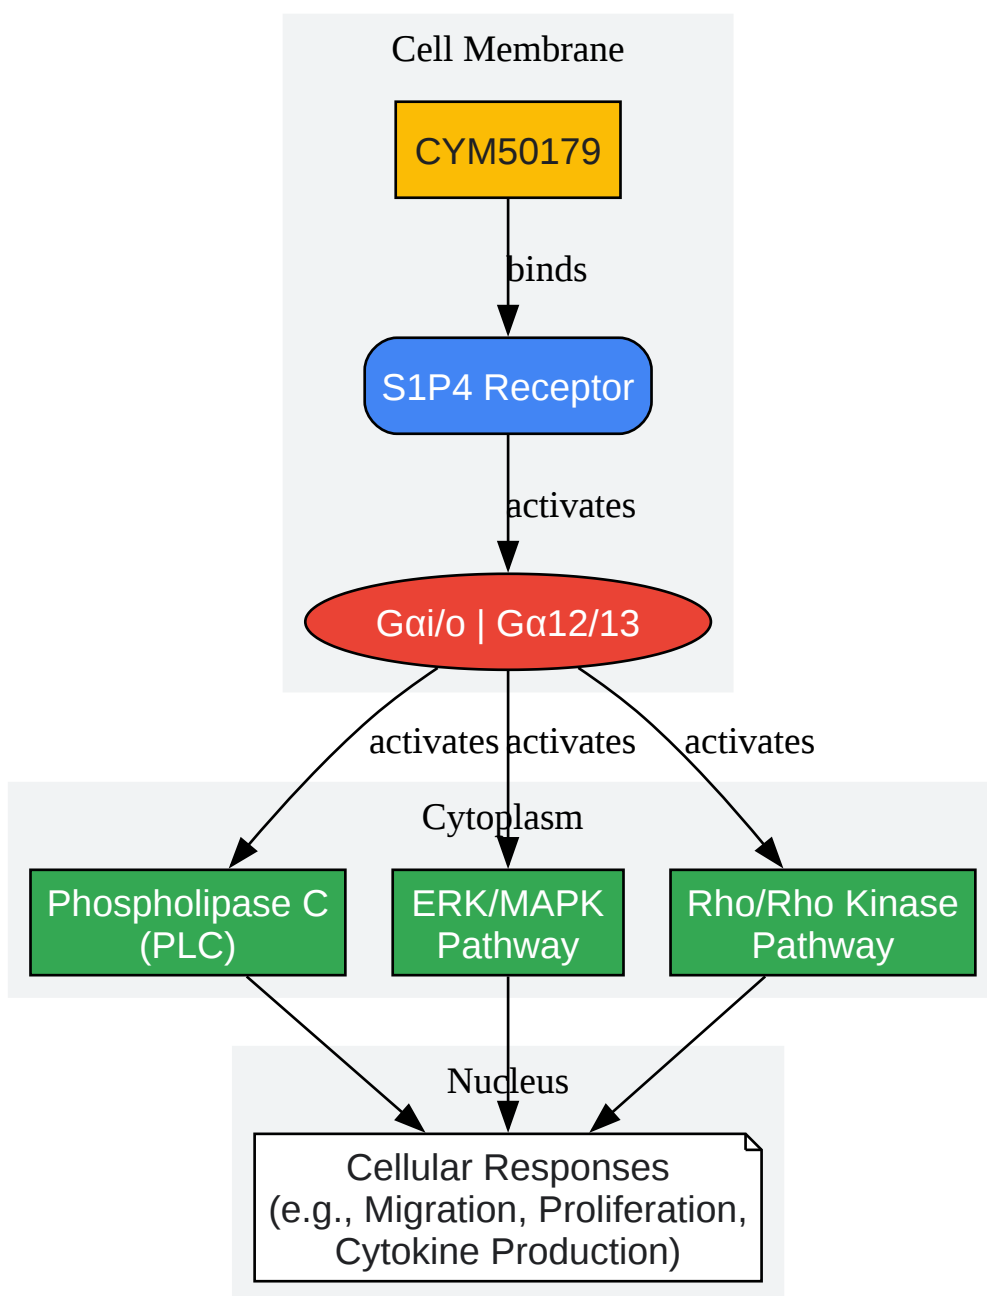 Cell Membrane
CYM50179
binds
S1P4 Receptor
activates
Gαi/o | Gα12/13
activates
activates
activates
Cytoplasm
Phospholipase C
(PLC)
ERK/MAPK
Pathway
Rho/Rho Kinase
Pathway
Nucleus
Cellular Responses
(e.g., Migration, Proliferation,
Cytokine Production)